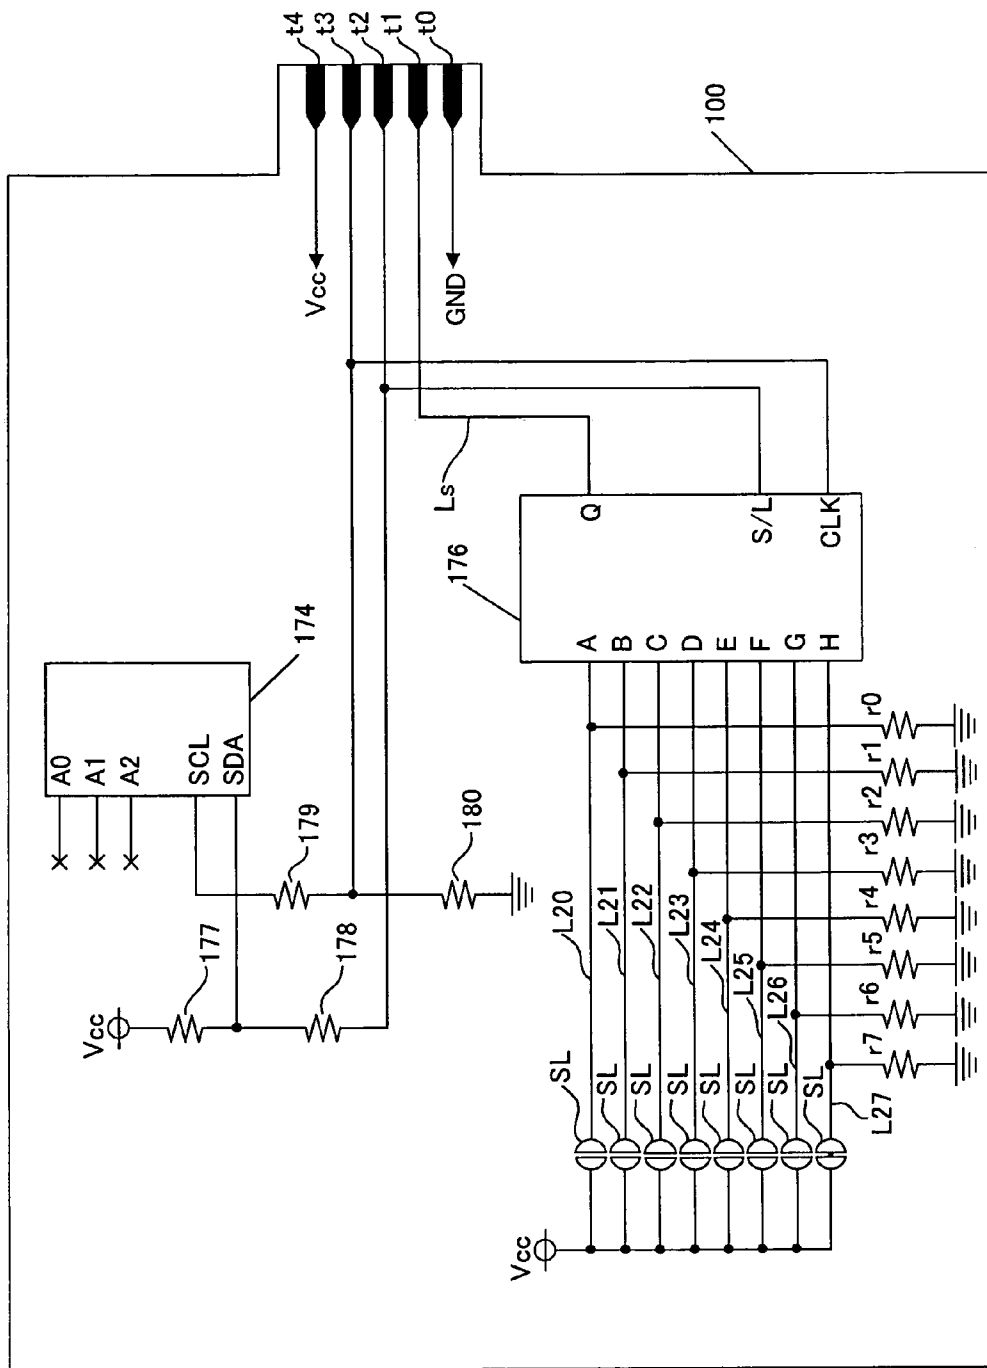 t4
t3
t2
t1
t0
100
Vcc
GND
Ls
174
A0
A1
A2
SCL
SDA
179
180
177
178
Vcc
176
Q
S/L
CLK
A
B
C
D
E
F
G
H
L20
L21
L22
L23
L24
L25
L26
L27
r0
r1
r2
r3
r4
r5
r6
r7
SL
SL
SL
SL
SL
SL
SL
SL
Vcc